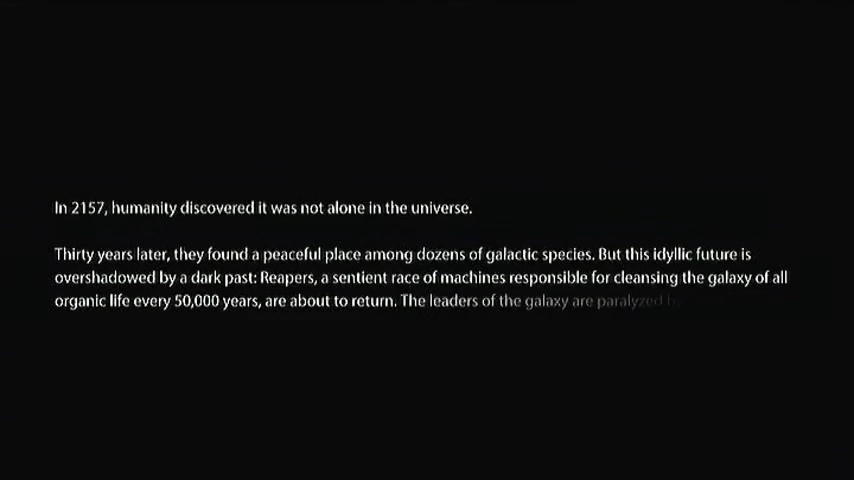 In 2157, humanity discovered it was not alone in the universe.
Thirty years later, they found a peaceful place among dozens of galactic species. But this idyllic future is
overshadowed by a dark past: Reapers, a sentient race of machines responsible for cleansing the galaxy of all
organic life every 50,000 years, are about to return. The leaders of the galaxy are paralyzed